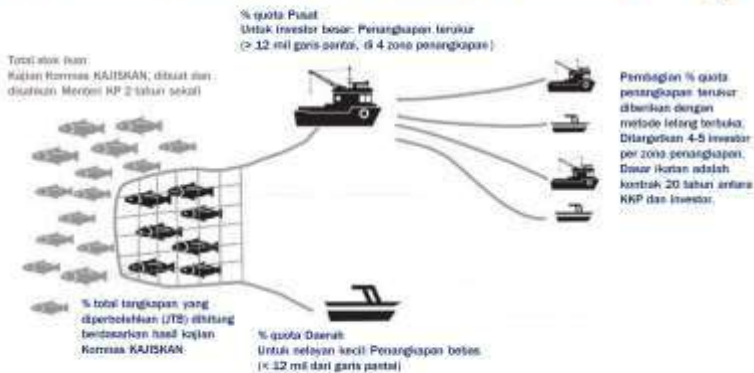 % quota Pusat
Untuk investor besar: Penangkapan terukur
(> 12 mil garis pantai, di 4 zona penangkapan)
Total stok ikan
Kajian Komnas KAJISKAN, dibuat dan
disahkan Menteri KP 2 tahun sekali
Pembagian % quota
penangkapan terukur
diberikan dengan
metode lelang terbuka.
Ditargetkan 4-5 investor
per zona penangkapan.
Dasar ikatan adalah
kontrak 20 tahun antara
KKP dan investor.
% total tangkapan yang
diperbolehkan (JTB) dihitung
berdasarkan hasil kajian
Komnas KAJISKAN
% quota Daerah
Untuk nelayan kecil: Penangkapan bebas
(< 12 mil dari garis pantai)